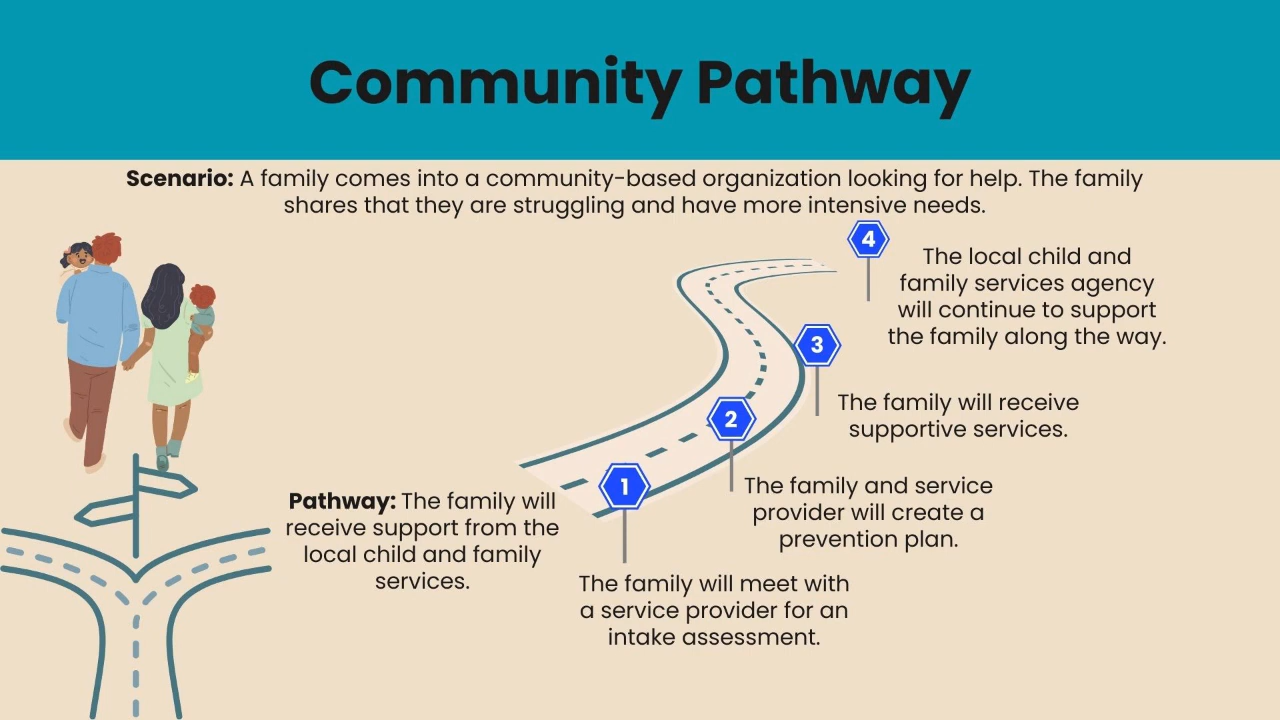 Community Pathway
Scenario: A family comes into a community-based organization looking for help. The family
shares that they are struggling and have more intensive needs.
Pathway: The family will
receive support from the
local child and family
services.
1
The family will meet with
a service provider for an
intake assessment.
2
The family and service
provider will create a
prevention plan.
3
The family will receive
supportive services.
4
The local child and
family services agency
will continue to support
the family along the way.